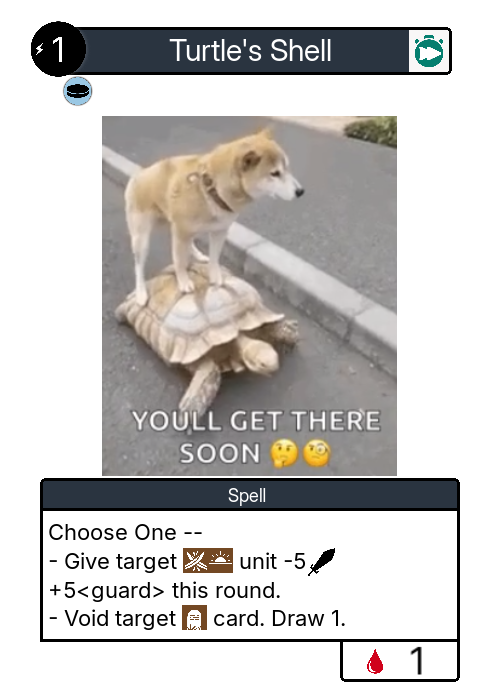 1
Turtle's Shell
YOULL GET THERE
SOON 🤔🧐
Spell
Choose One --
- Give target unit -5
+5<guard> this round.
- Void target card. Draw 1.
1